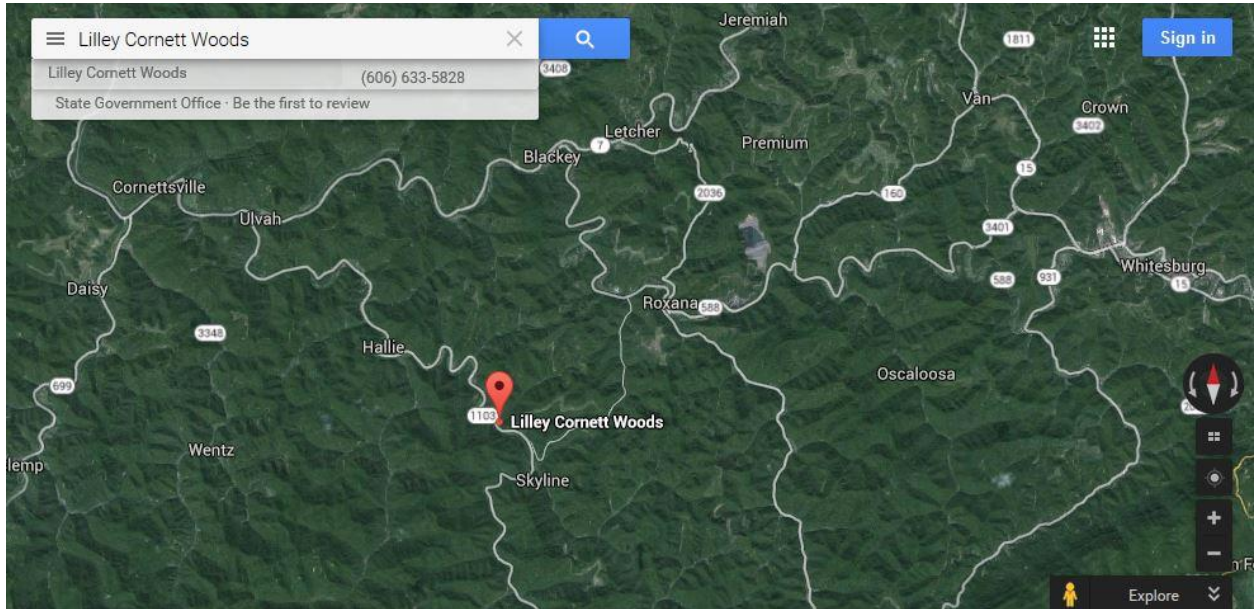 Jeremiah
Lilley Cornett Woods
Sign in
1811
Lilley Cornett Woods
(606) 633-5828
3408
State Government Office · Be the first to review
Van
Crown
3402
Letcher
Premium
7
Blackey
15
Cornettsville
2036
160
Ulvah
3401
Whitesburg
Daisy
588
931
15
Roxana
588
3348
Hallie
Oscaloosa
699
1103
Lilley Cornett Woods
Wentz
Skyline
Explore